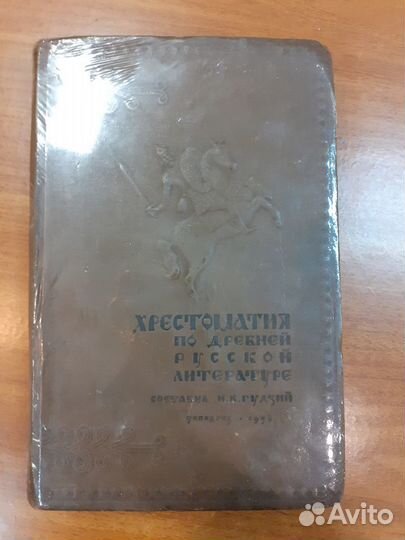 ХРЕСТОМАТИЯ
ПО ДРЕВНЕЙ
РУССКОЙ
ЛИТЕРАТУРЕ
СОСТАВИЛ Н.К.ГУДЗИЙ
Avito